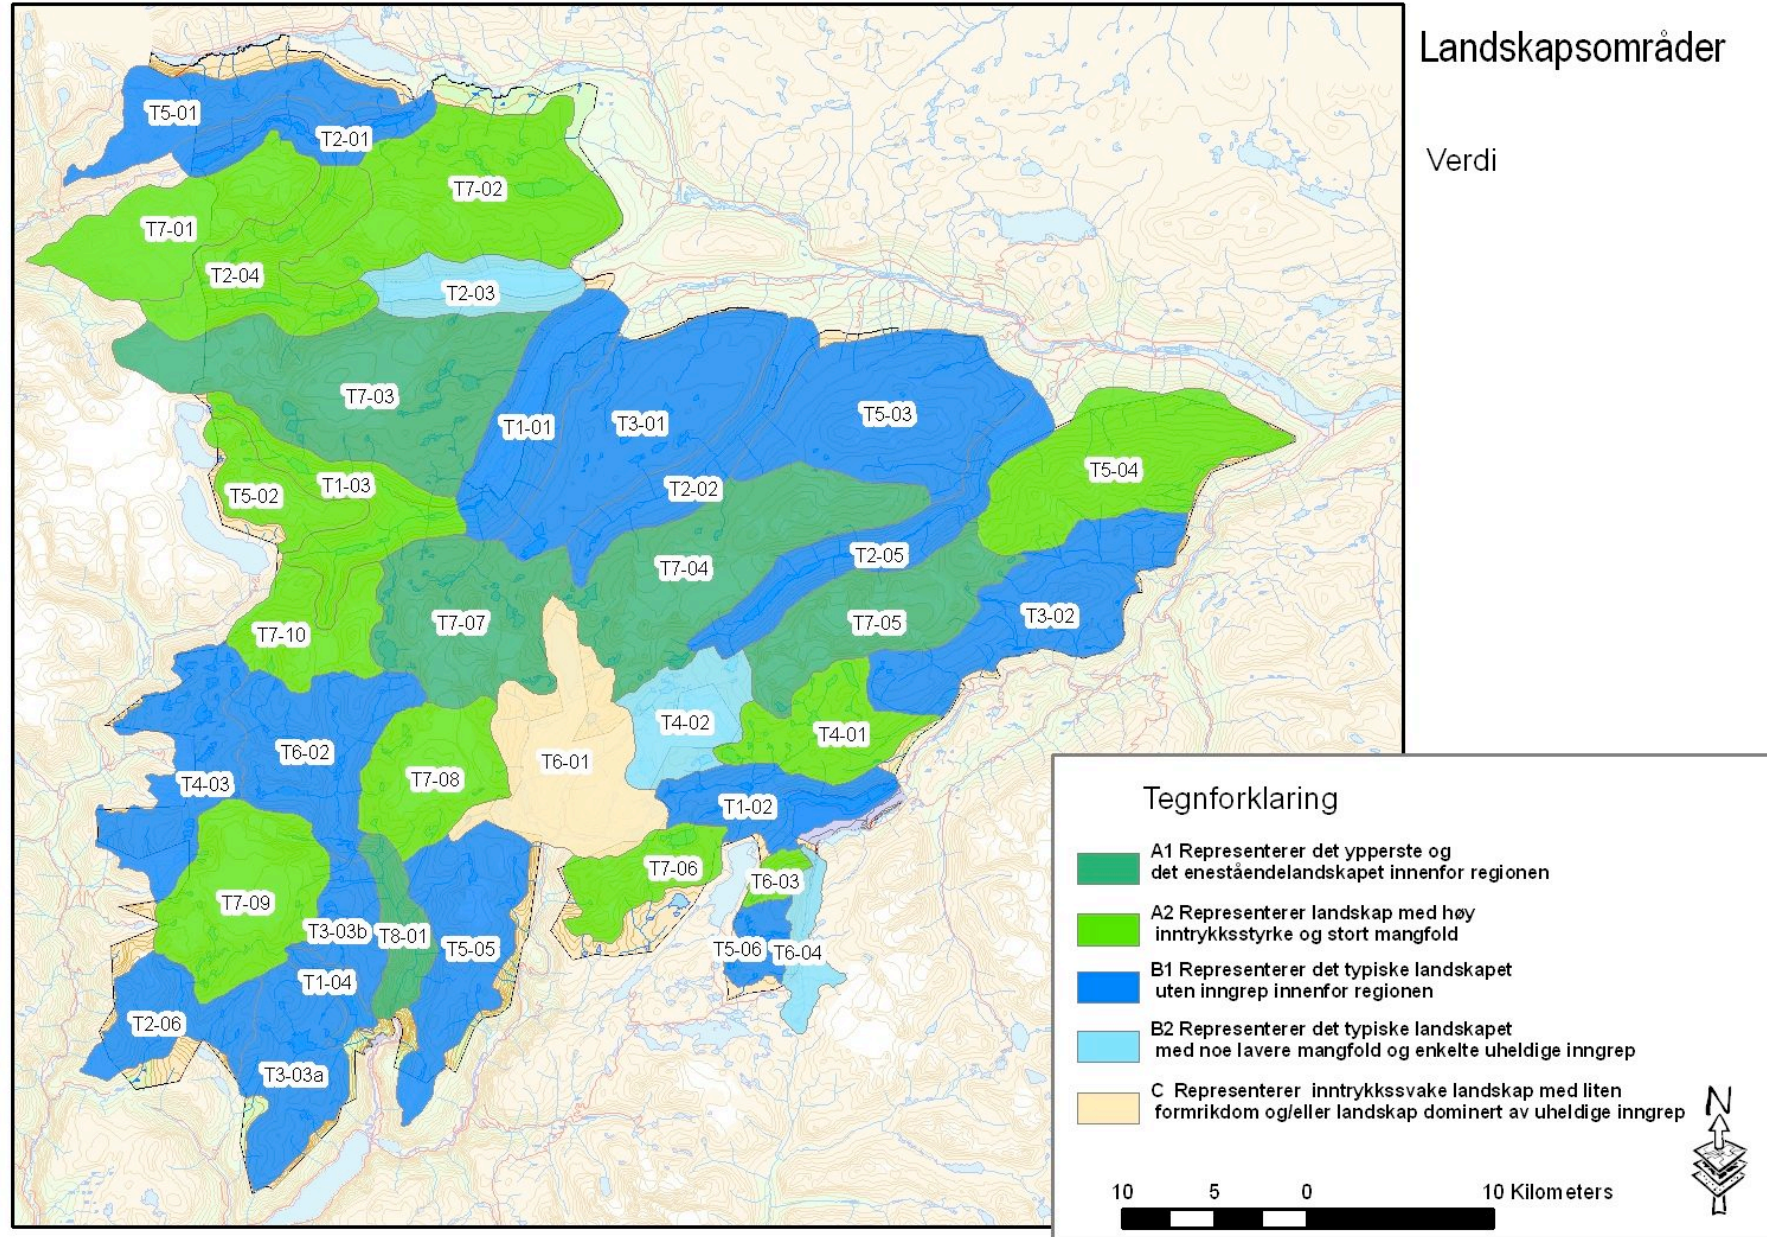 Landskapsområder
Verdi
T5-01
T2-01
T7-02
T7-01
T2-04
T2-03
T7-03
T1-01
T3-01
T5-03
T5-04
T5-02
T1-03
T2-02
T2-05
T7-04
T7-07
T7-05
T3-02
T7-10
T4-02
T4-01
T6-02
T6-01
T7-08
T4-03
T1-02
T7-06
T6-03
T7-09
T3-03b
T8-01
T5-05
T5-06
T6-04
T1-04
T2-06
T3-03a
Tegnforklaring
A1 Representerer det ypperste og
det eneståendelandskapet innenfor regionen
A2 Representerer landskap med høy
inntrykksstyrke og stort mangfold
B1 Representerer det typiske landskapet
uten inngrep innenfor regionen
B2 Representerer det typiske landskapet
med noe lavere mangfold og enkelte uheldige inngrep
C Representerer inntrykkssvake landskap med liten
formrikdom og/eller landskap dominert av uheldige inngrep
N
10 5 0 10 Kilometers